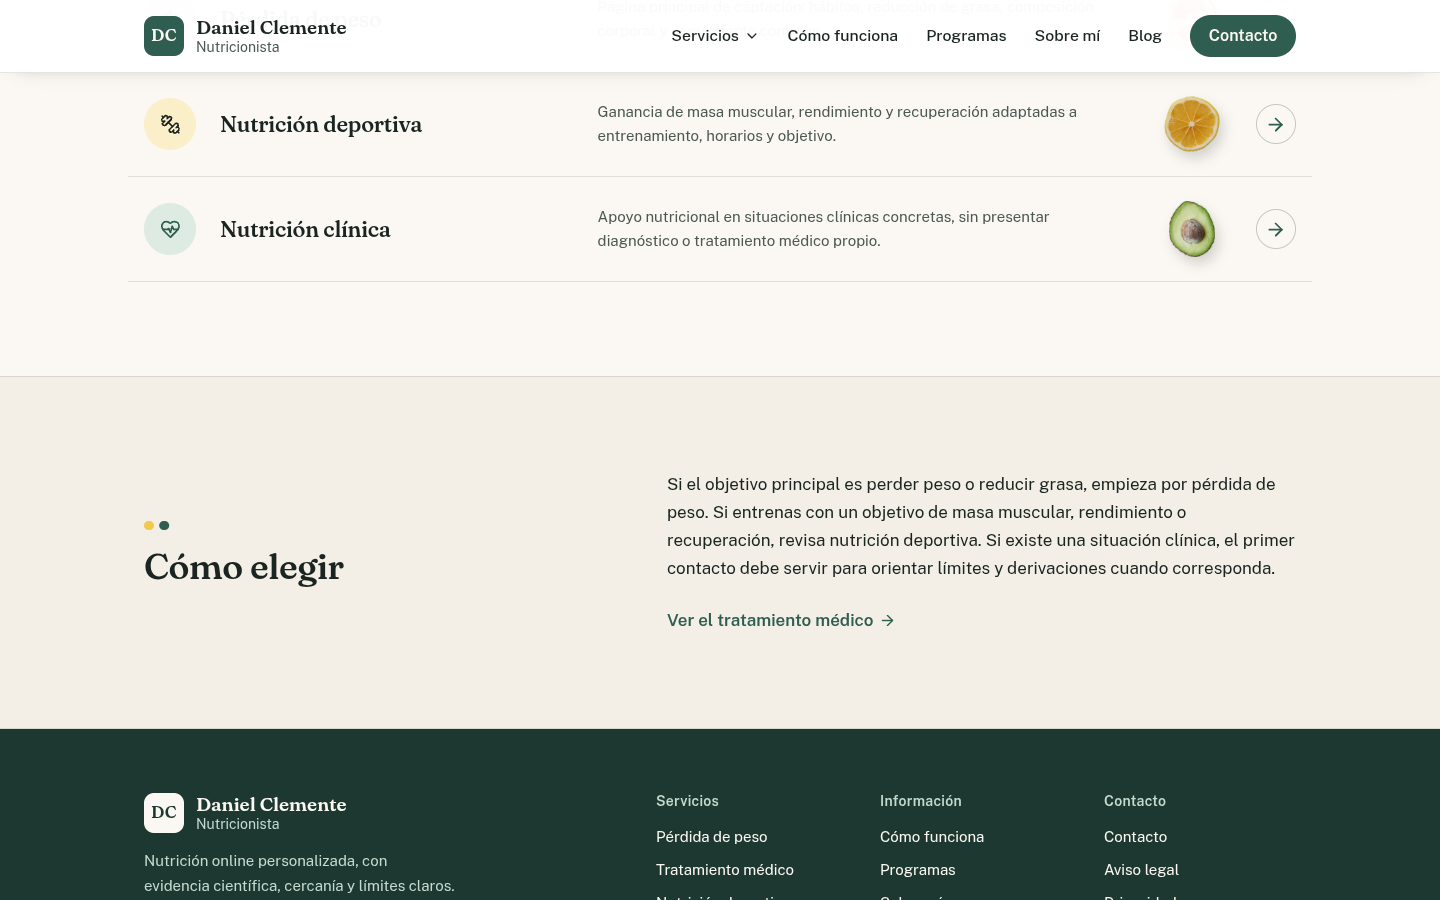 DC
Daniel Clemente
Nutricionista
Servicios
Cómo funciona
Programas
Sobre mí
Blog
Contacto
Pérdida de peso
Nutrición deportiva
Ganancia de masa muscular, rendimiento y recuperación adaptadas a
entrenamiento, horarios y objetivo.
Nutrición clínica
Apoyo nutricional en situaciones clínicas concretas, sin presentar
diagnóstico o tratamiento médico propio.
Cómo elegir
Si el objetivo principal es perder peso o reducir grasa, empieza por pérdida de
peso. Si entrenas con un objetivo de masa muscular, rendimiento o
recuperación, revisa nutrición deportiva. Si existe una situación clínica, el primer
contacto debe servir para orientar límites y derivaciones cuando corresponda.
Ver el tratamiento médico
DC
Daniel Clemente
Nutricionista
Nutrición online personalizada, con
evidencia científica, cercanía y límites claros.
Servicios
Pérdida de peso
Tratamiento médico
Información
Cómo funciona
Programas
Contacto
Contacto
Aviso legal